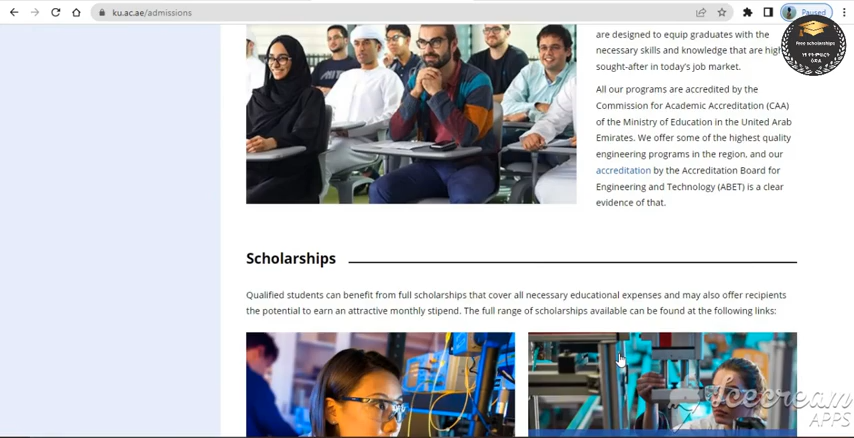 ku.ac.ae/admissions
Paused
free scholarships
are designed to equip graduates with the
necessary skills and knowledge that are
sought-after in today's job market.
All our programs are accredited by the
Commission for Academic Accreditation (CAA)
of the Ministry of Education in the United Arab
Emirates. We offer some of the highest quality
engineering programs in the region, and our
accreditation by the Accreditation Board for
Engineering and Technology (ABET) is a clear
evidence of that.
Scholarships
Qualified students can benefit from full scholarships that cover all necessary educational expenses and may also offer recipients
the potential to earn an attractive monthly stipend. The full range of scholarships available can be found at the following links:
Icecream
APPS